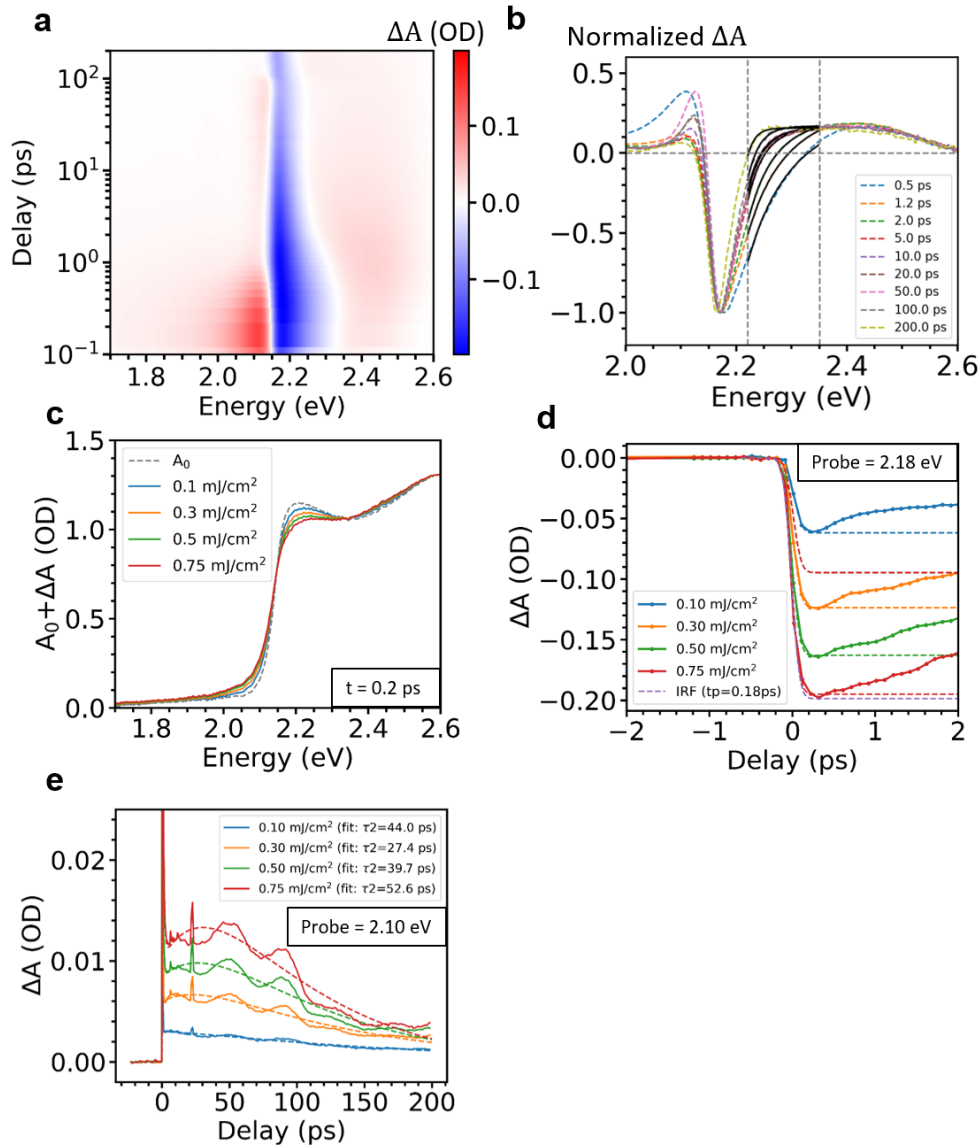 a
ΔA (OD)
10²
10¹
10⁰
10⁻¹
Delay (ps)
1.8 2.0 2.2 2.4 2.6
Energy (eV)
0.1
0.0
−0.1
b
Normalized ΔA
0.5
0.0
−0.5
−1.0
0.5 ps
1.2 ps
2.0 ps
5.0 ps
10.0 ps
20.0 ps
50.0 ps
100.0 ps
200.0 ps
2.0 2.2 2.4 2.6
Energy (eV)
c
A₀+ΔA (OD)
1.5
1.0
0.5
0.0
A₀
0.1 mJ/cm²
0.3 mJ/cm²
0.5 mJ/cm²
0.75 mJ/cm²
t = 0.2 ps
1.8 2.0 2.2 2.4 2.6
Energy (eV)
d
ΔA (OD)
0.00
−0.05
−0.10
−0.15
−0.20
Probe = 2.18 eV
0.10 mJ/cm²
0.30 mJ/cm²
0.50 mJ/cm²
0.75 mJ/cm²
IRF (tp=0.18ps)
−2 −1 0 1 2
Delay (ps)
e
ΔA (OD)
0.02
0.01
0.00
0.10 mJ/cm² (fit: τ2=44.0 ps)
0.30 mJ/cm² (fit: τ2=27.4 ps)
0.50 mJ/cm² (fit: τ2=39.7 ps)
0.75 mJ/cm² (fit: τ2=52.6 ps)
Probe = 2.10 eV
0 50 100 150 200
Delay (ps)